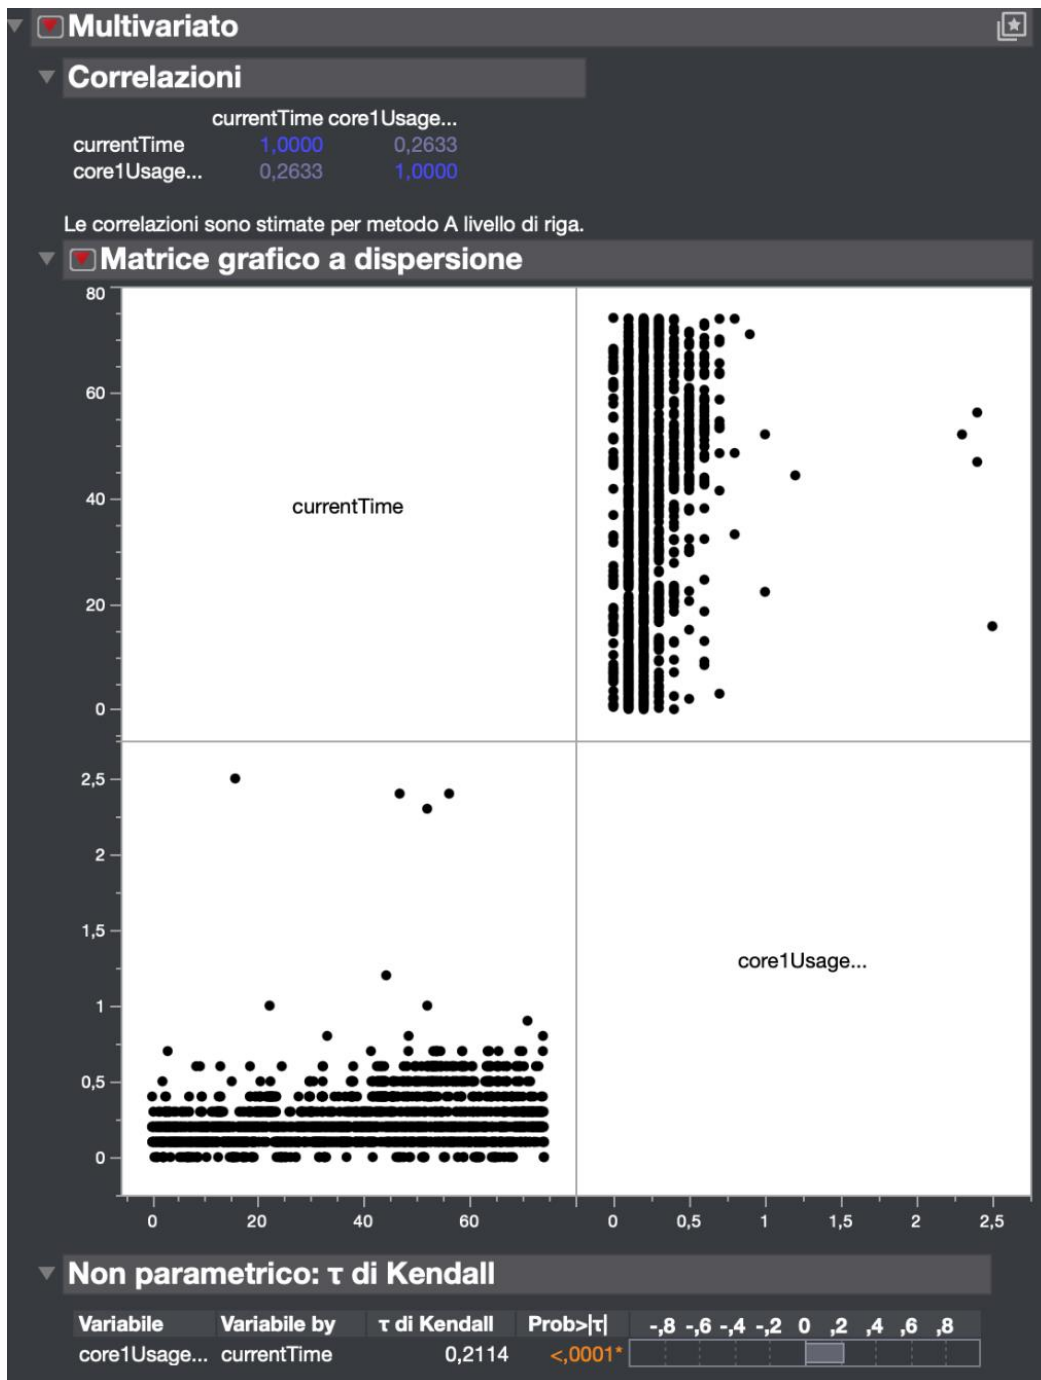 Multivariato
Correlazioni
currentTime core1Usage...
currentTime 1,0000 0,2633
core1Usage... 0,2633 1,0000
Le correlazioni sono stimate per metodo A livello di riga.
Matrice grafico a dispersione
80
60
40
20
0
currentTime
2,5
2
1,5
1
0,5
0
core1Usage...
0 20 40 60 0 0,5 1 1,5 2 2,5
Non parametrico: τ di Kendall
Variabile Variabile by τ di Kendall Prob>|τ| -,8 -,6 -,4 -,2 0 ,2 ,4 ,6 ,8
core1Usage... currentTime 0,2114 <,0001*